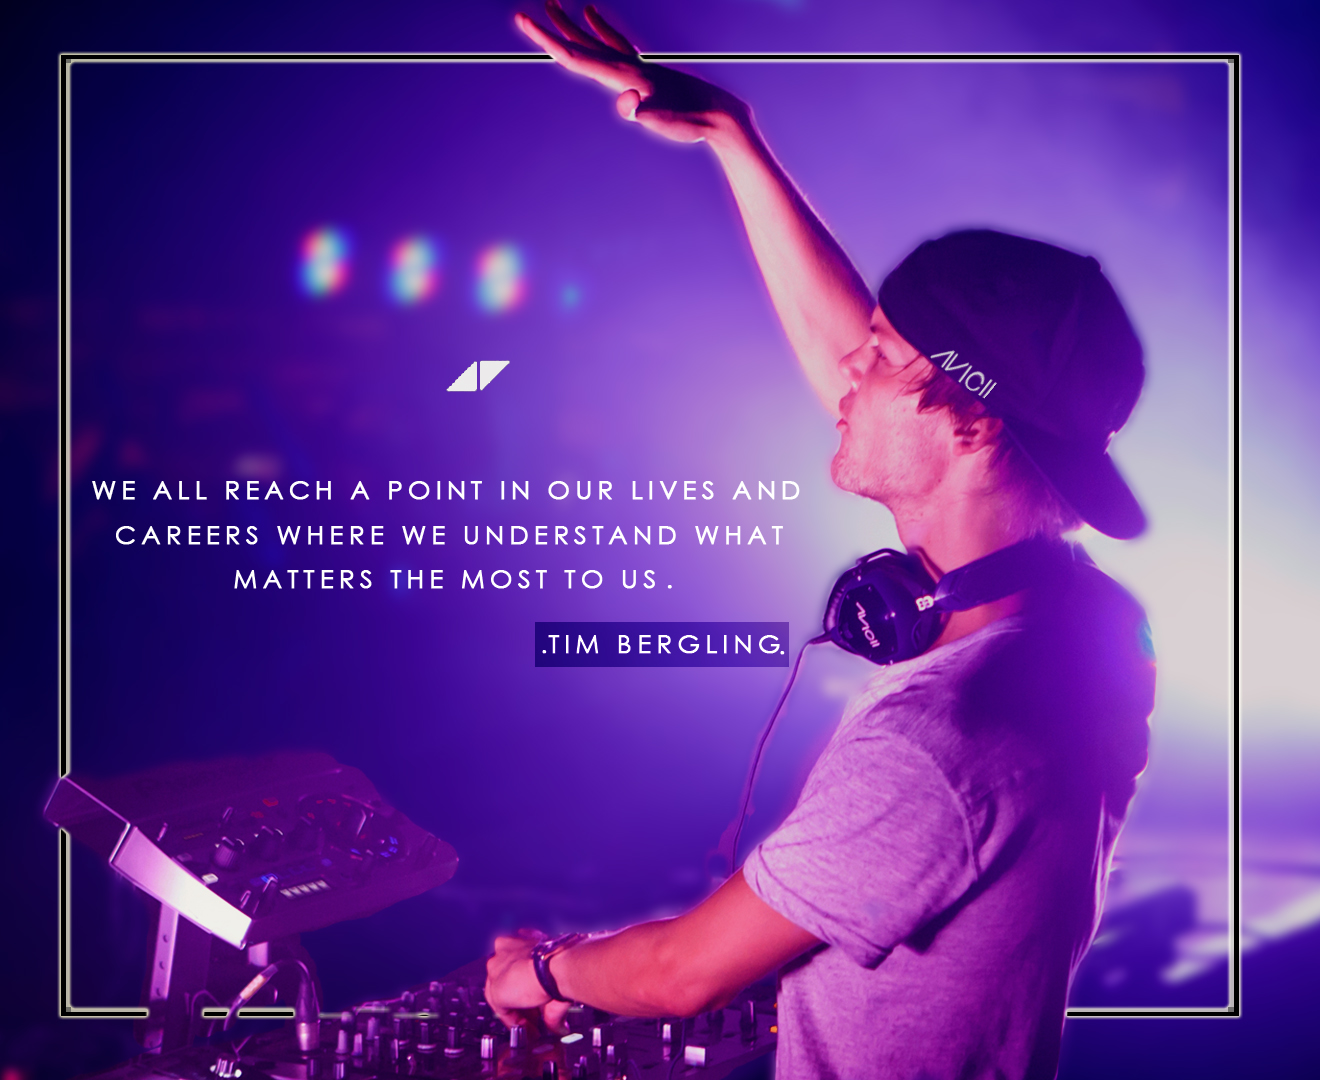 AVICII
WE ALL REACH A POINT IN OUR LIVES AND
CAREERS WHERE WE UNDERSTAND WHAT
MATTERS THE MOST TO US .
AVICII
.TIM BERGLING.